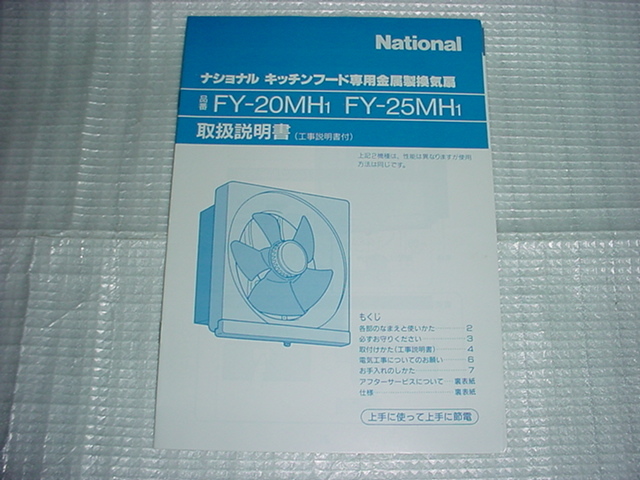 National
ナショナル キッチンフード専用金属製換気扇
品番 FY-20MH1 FY-25MH1
取扱説明書(工事説明書付)
上記2機種は、性能は異なりますが使用
方法は同じです。
もくじ
各部のなまえと使いかた 2
必ずお守りください 3
取付けかた(工事説明書) 4
電気工事についてのお願い 6
お手入れのしかた 7
アフターサービスについて 裏表紙
仕様 裏表紙
上手に使って上手に節電